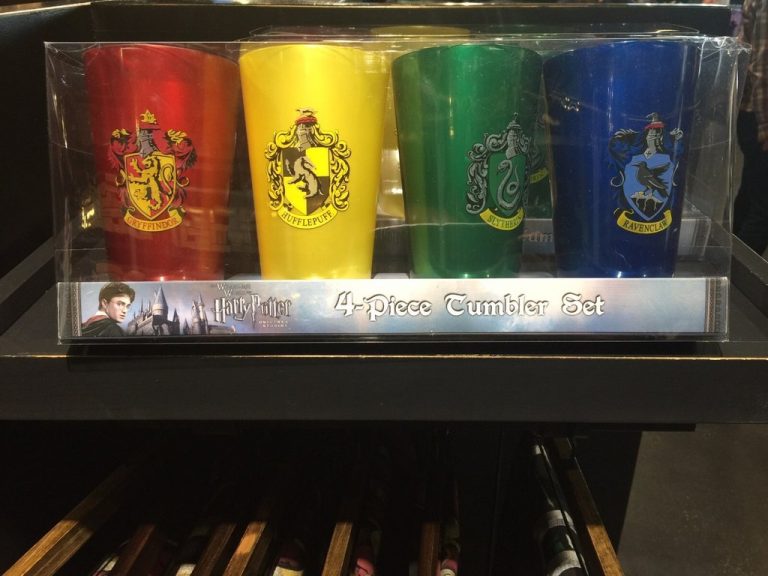 GRYFFINDOR
HUFFLEPUFF
SLYTHERIN
RAVENCLAW
Harry Potter
4-Piece Tumbler Set